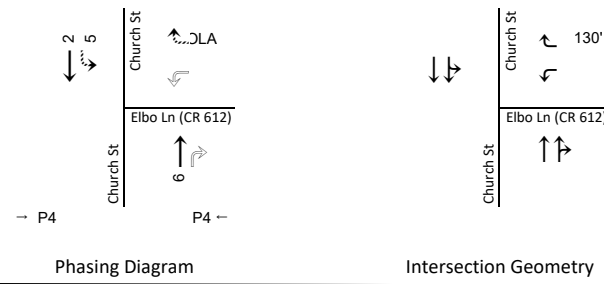 2
5
Church St
OLA
Elbo Ln (CR 612)
Church St
6
→ P4
P4 ←
Phasing Diagram
Church St
130'
Elbo Ln (CR 612)
Church St
Intersection Geometry